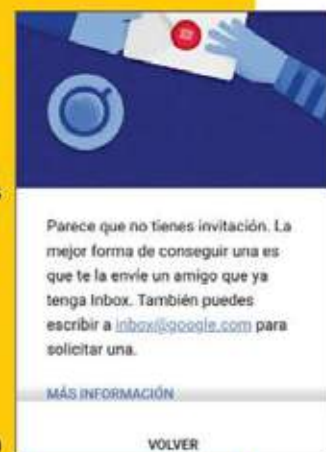 Parece que no tienes invitación. La
mejor forma de conseguir una es
que te la envíe un amigo que ya
tenga Inbox. También puedes
escribir a inbox@google.com para
solicitar una.
MÁS INFORMACIÓN
VOLVER